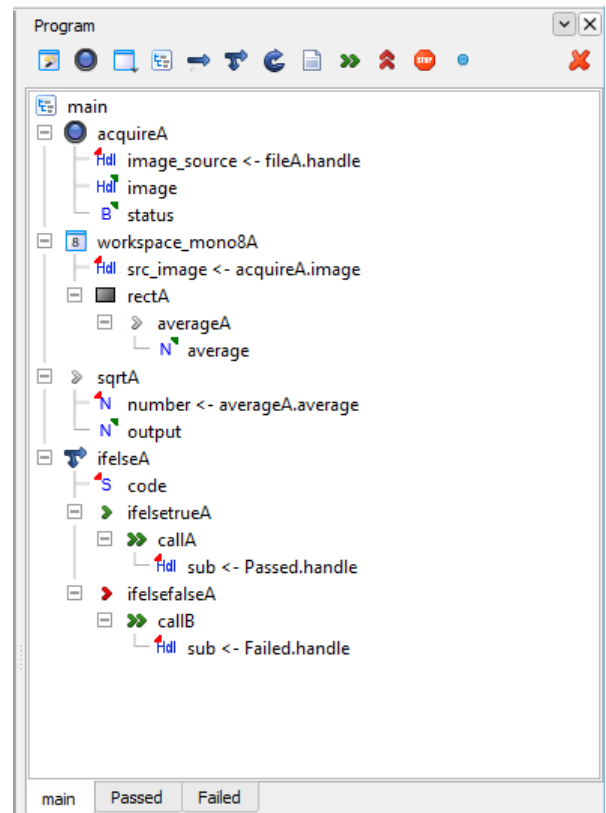 Program
STOP
main
acquireA
Hdl image_source <- fileA.handle
Hdl image
B status
8 workspace_mono8A
Hdl src_image <- acquireA.image
rectA
averageA
N average
sqrtA
N number <- averageA.average
N output
ifelseA
S code
ifelsetrueA
callA
Hdl sub <- Passed.handle
ifelsefalseA
callB
Hdl sub <- Failed.handle
main Passed Failed